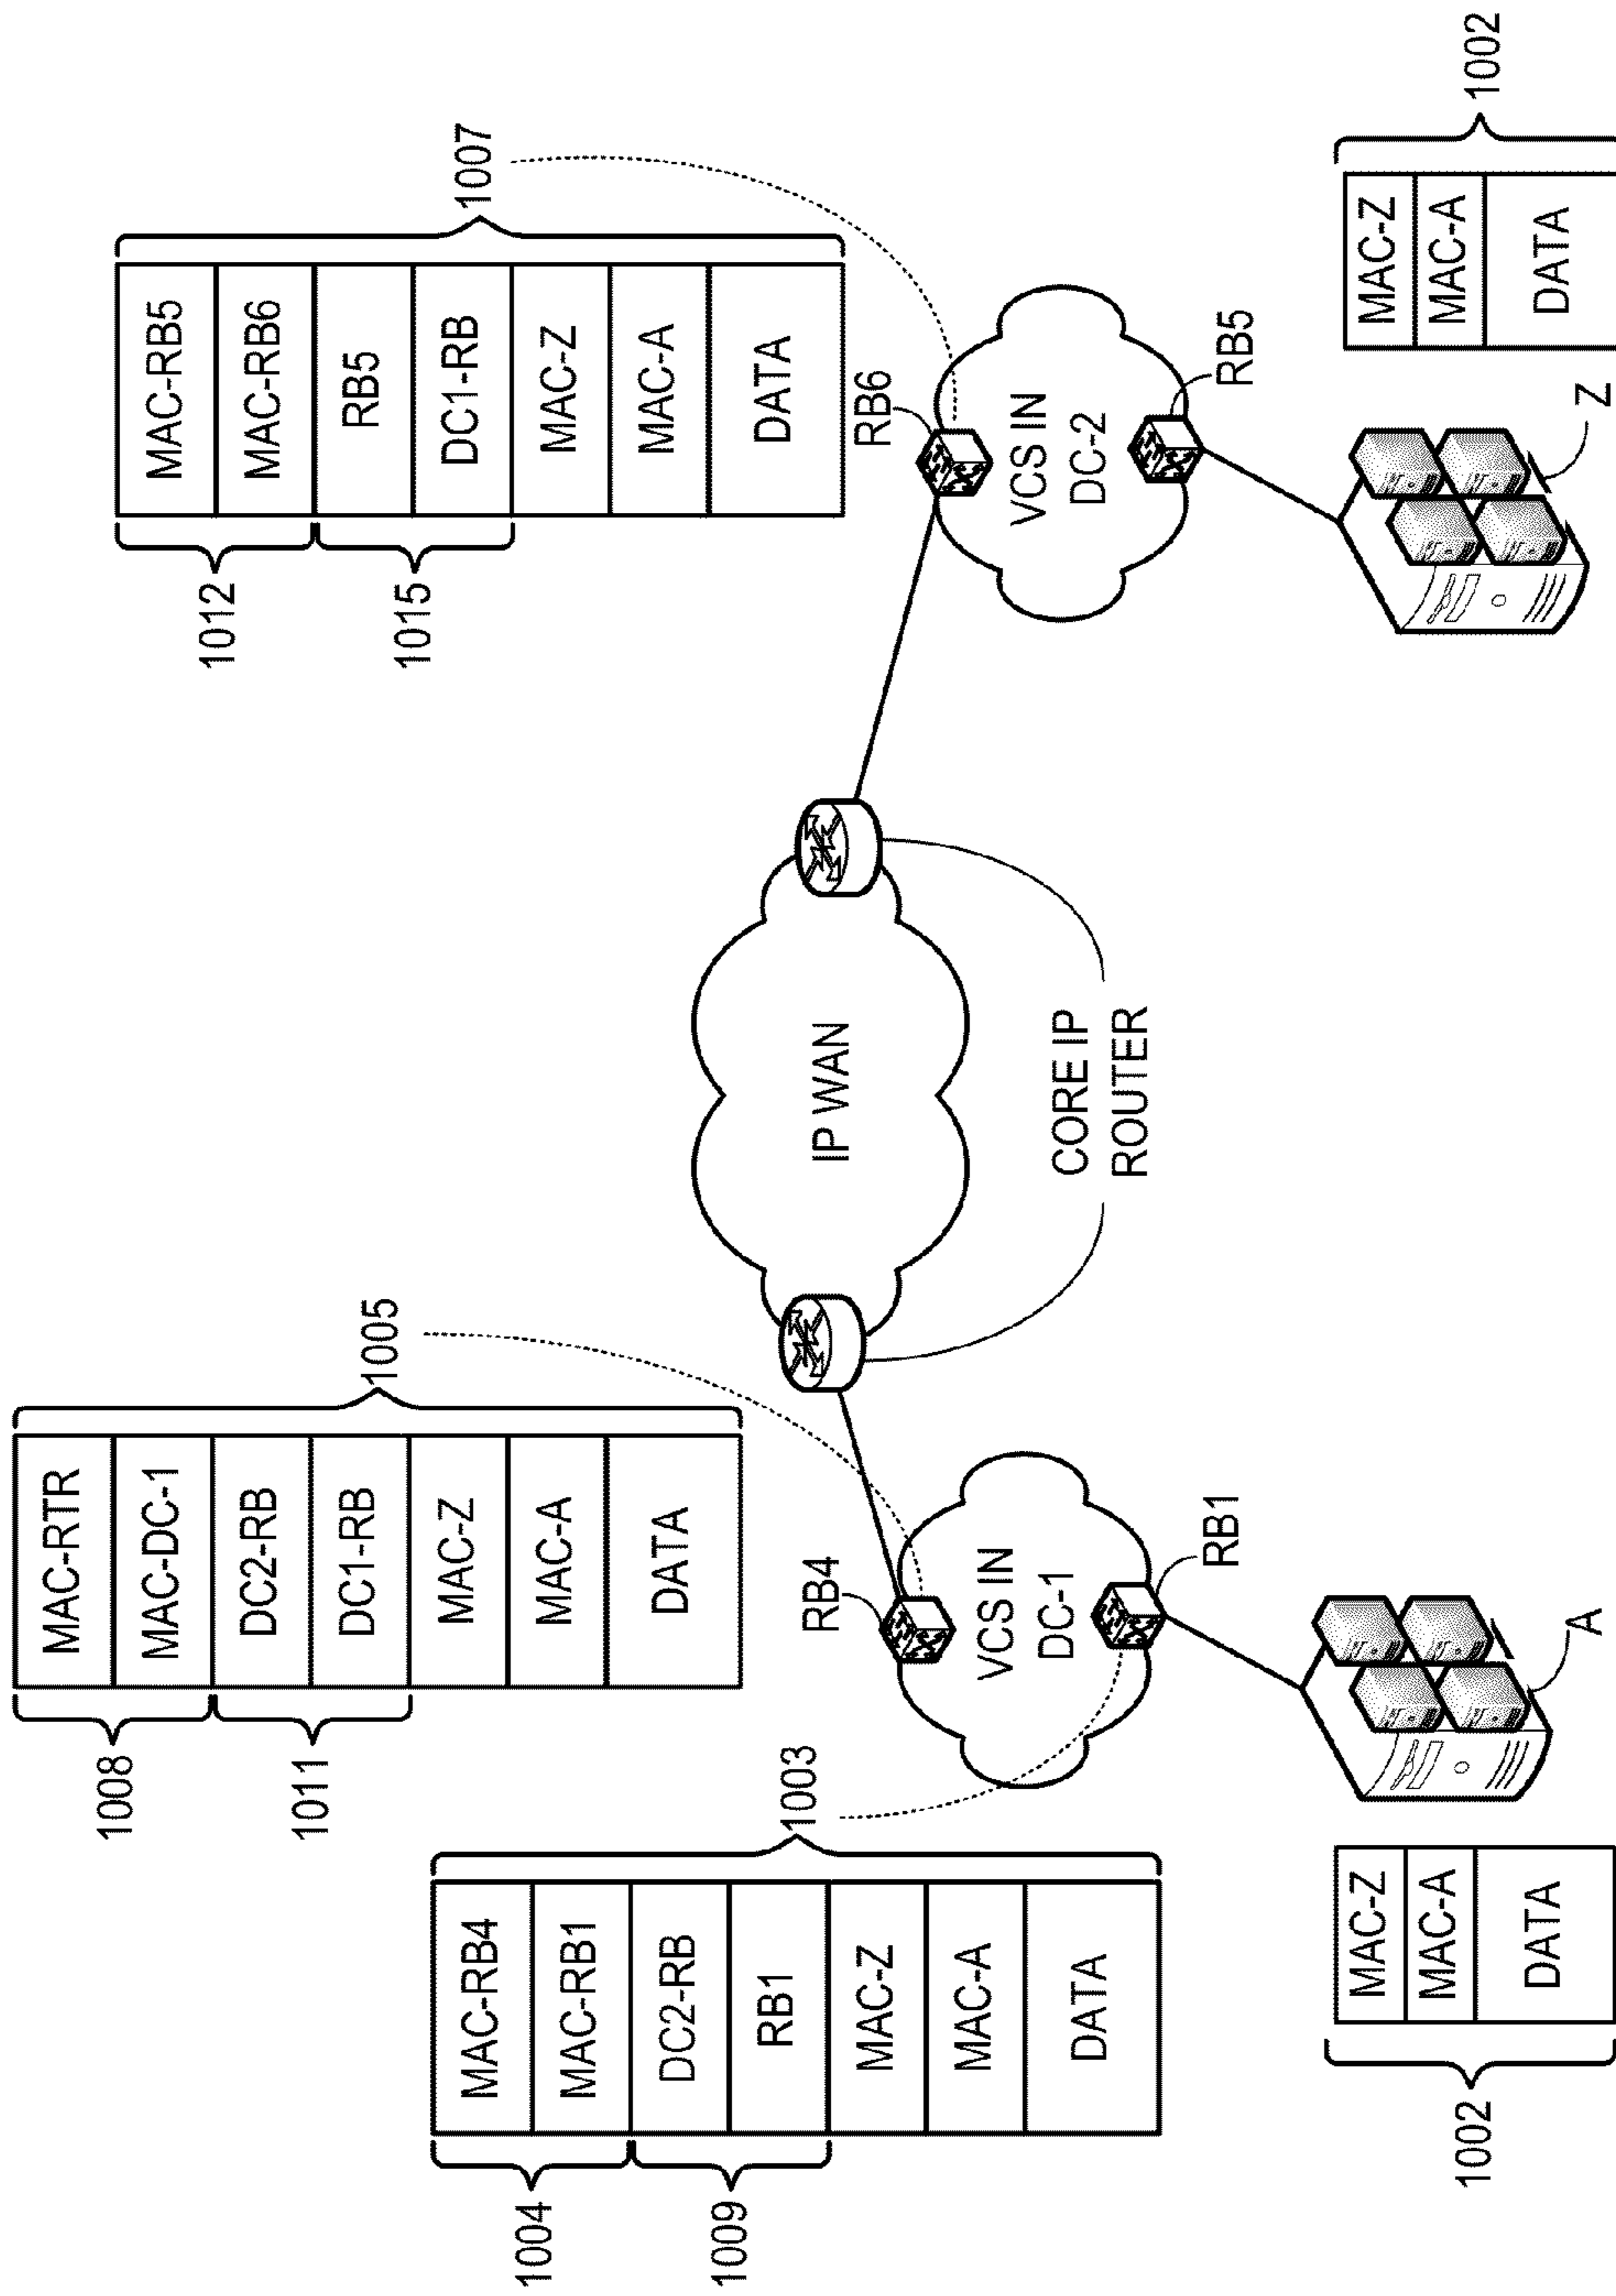 1008
1011
MAC-RTR
MAC-DC-1
DC2-RB
DC1-RB
MAC-Z
MAC-A
DATA
1005
1012
1015
MAC-RB5
MAC-RB6
RB5
DC1-RB
MAC-Z
MAC-A
DATA
1007
1004
1009
MAC-RB4
MAC-RB1
DC2-RB
RB1
MAC-Z
MAC-A
DATA
1003
IP WAN
CORE IP
ROUTER
RB4
VCS IN
DC-1
RB1
RB6
VCS IN
DC-2
RB5
1002
MAC-Z
MAC-A
DATA
A
Z
MAC-Z
MAC-A
DATA
1002